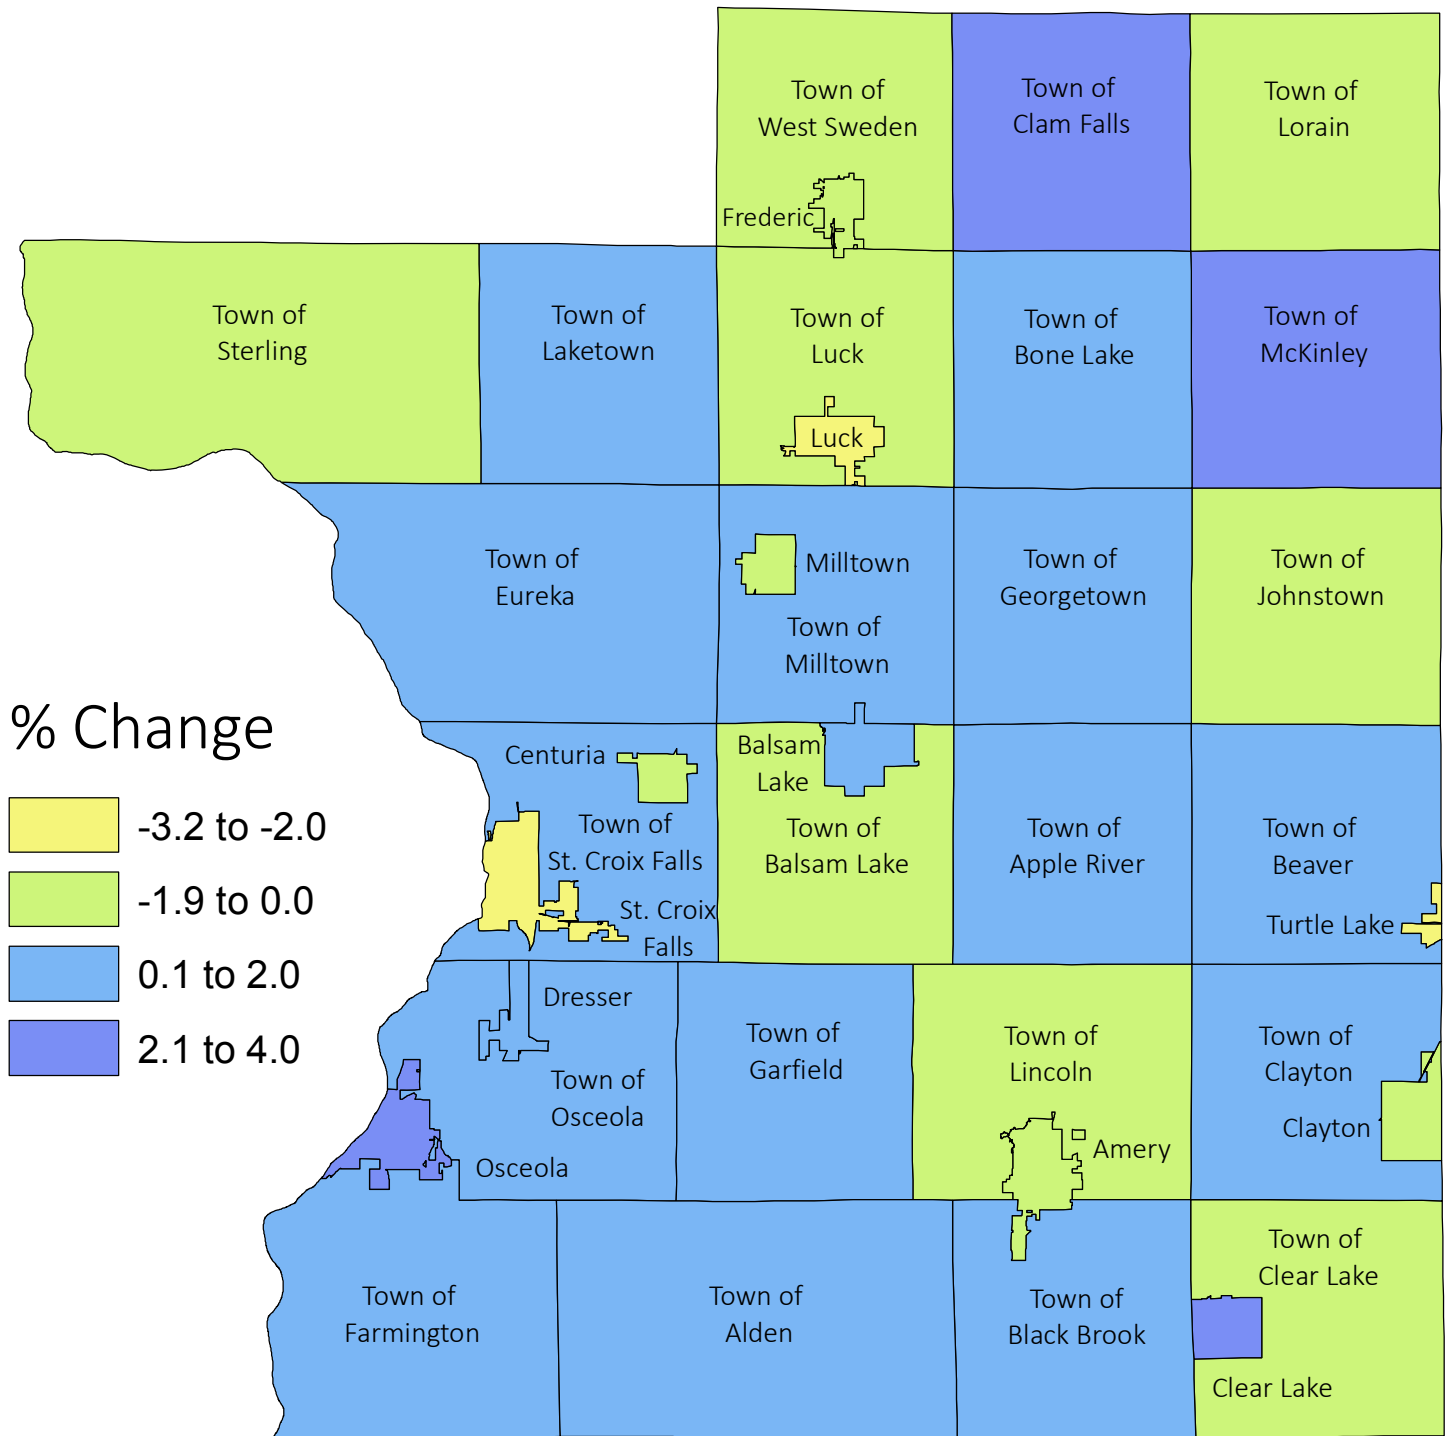 Town of
West Sweden
Town of
Clam Falls
Town of
Lorain
Frederic
Town of
Sterling
Town of
Laketown
Town of
Luck
Town of
Bone Lake
Town of
McKinley
Luck
Town of
Eureka
Milltown
Town of
Milltown
Town of
Georgetown
Town of
Johnstown
% Change
-3.2 to -2.0
-1.9 to 0.0
0.1 to 2.0
2.1 to 4.0
Centuria
Balsam
Lake
Town of
St. Croix Falls
St. Croix
Falls
Town of
Balsam Lake
Town of
Apple River
Town of
Beaver
Turtle Lake
Dresser
Town of
Osceola
Osceola
Town of
Garfield
Town of
Lincoln
Amery
Town of
Clayton
Clayton
Town of
Farmington
Town of
Alden
Town of
Black Brook
Town of
Clear Lake
Clear Lake